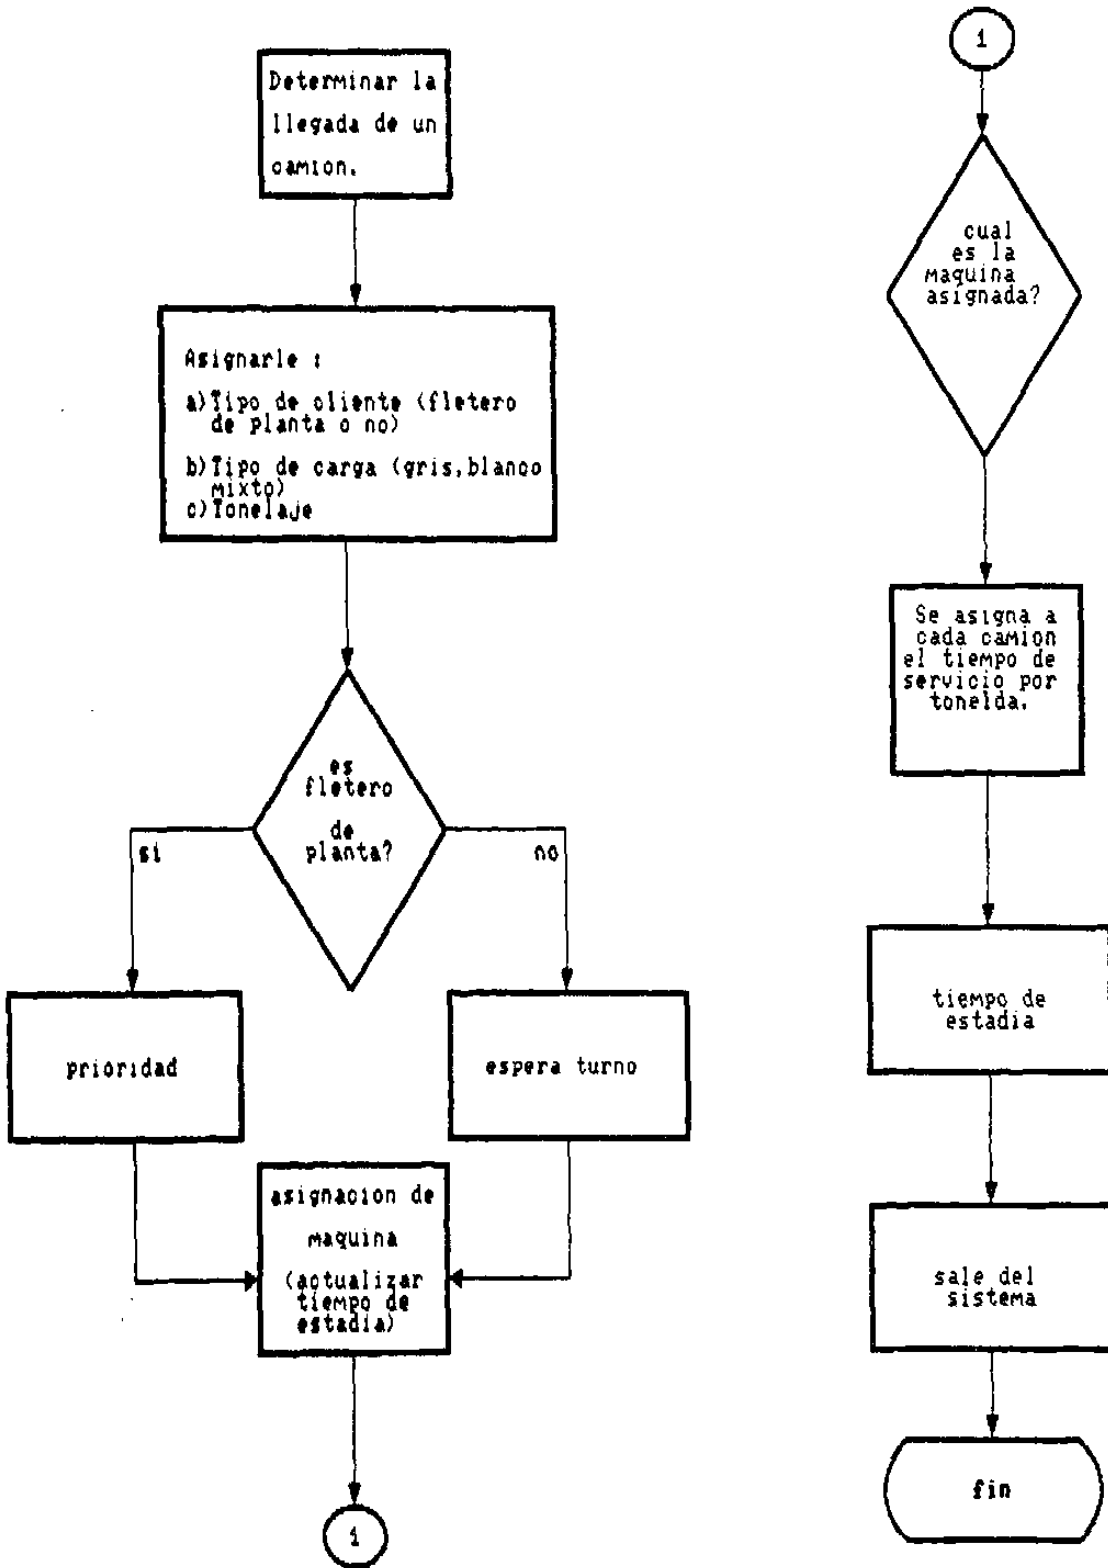 Determinar la
llegada de un
camion.
Asignarle :
a)Tipo de cliente (fletero
de planta o no)
b)Tipo de carga (gris,blanco
mixto)
c)Tonelaje
es
fletero
de
planta?
si
no
prioridad
espera turno
asignacion de
maquina
(actualizar
tiempo de
estadia)
1
1
cual
es la
maquina
asignada?
Se asigna a
cada camion
el tiempo de
servicio por
tonelda.
tiempo de
estadia
sale del
sistema
fin